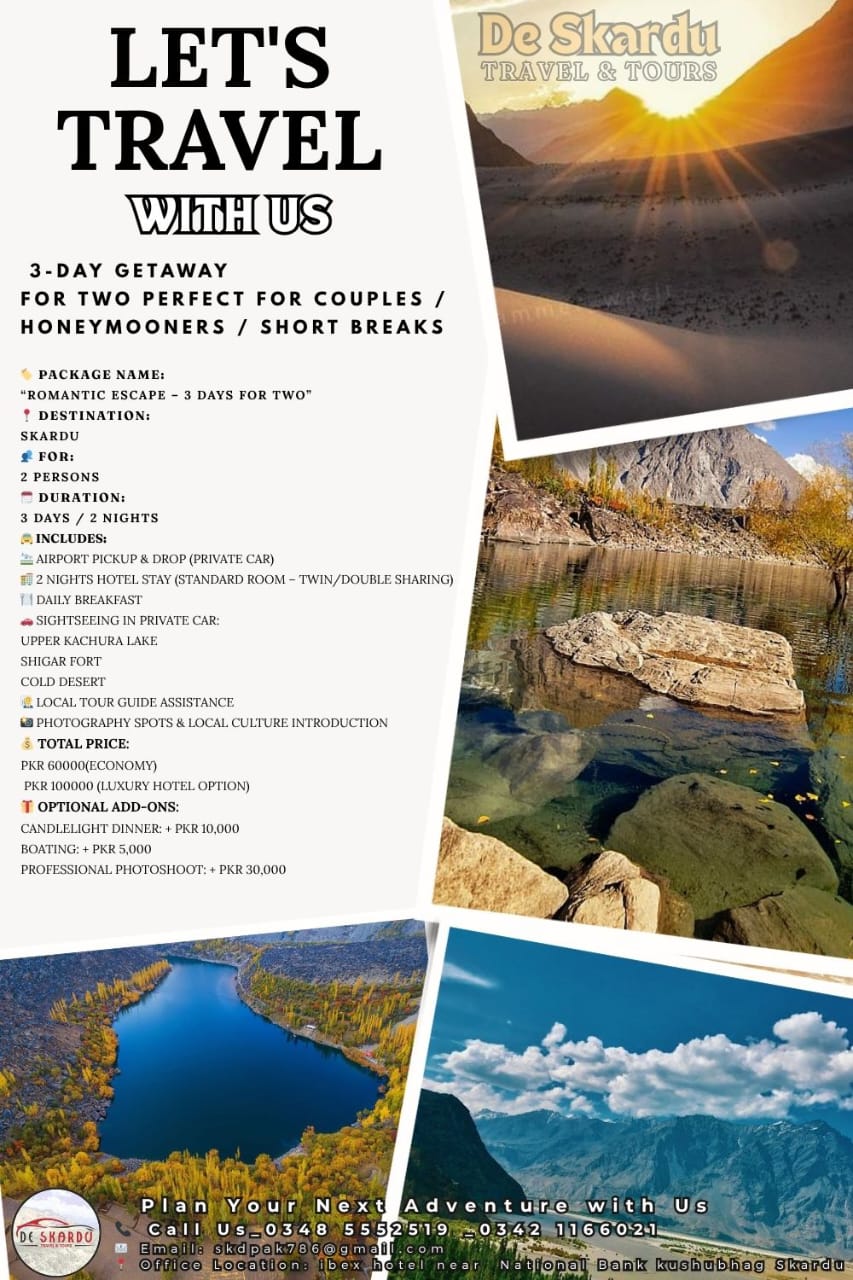 De Skardu
TRAVEL & TOURS
LET'S
TRAVEL
WITH US
3-DAY GETAWAY
FOR TWO PERFECT FOR COUPLES /
HONEYMOONERS / SHORT BREAKS
PACKAGE NAME:
“ROMANTIC ESCAPE – 3 DAYS FOR TWO”
DESTINATION:
SKARDU
FOR:
2 PERSONS
DURATION:
3 DAYS / 2 NIGHTS
INCLUDES:
AIRPORT PICKUP & DROP (PRIVATE CAR)
2 NIGHTS HOTEL STAY (STANDARD ROOM – TWIN/DOUBLE SHARING)
DAILY BREAKFAST
SIGHTSEEING IN PRIVATE CAR:
UPPER KACHURA LAKE
SHIGAR FORT
COLD DESERT
LOCAL TOUR GUIDE ASSISTANCE
PHOTOGRAPHY SPOTS & LOCAL CULTURE INTRODUCTION
TOTAL PRICE:
PKR 60000(ECONOMY)
PKR 100000 (LUXURY HOTEL OPTION)
OPTIONAL ADD-ONS:
CANDLELIGHT DINNER: + PKR 10,000
BOATING: + PKR 5,000
PROFESSIONAL PHOTOSHOOT: + PKR 30,000
DE SKARDU
TRAVEL & TOURS
Plan Your Next Adventure with Us
Call Us_0348 5552519 _0342 1166021
Email: skdpak786@gmail.com
Office Location: ibex hotel near National Bank kushubhag Skardu